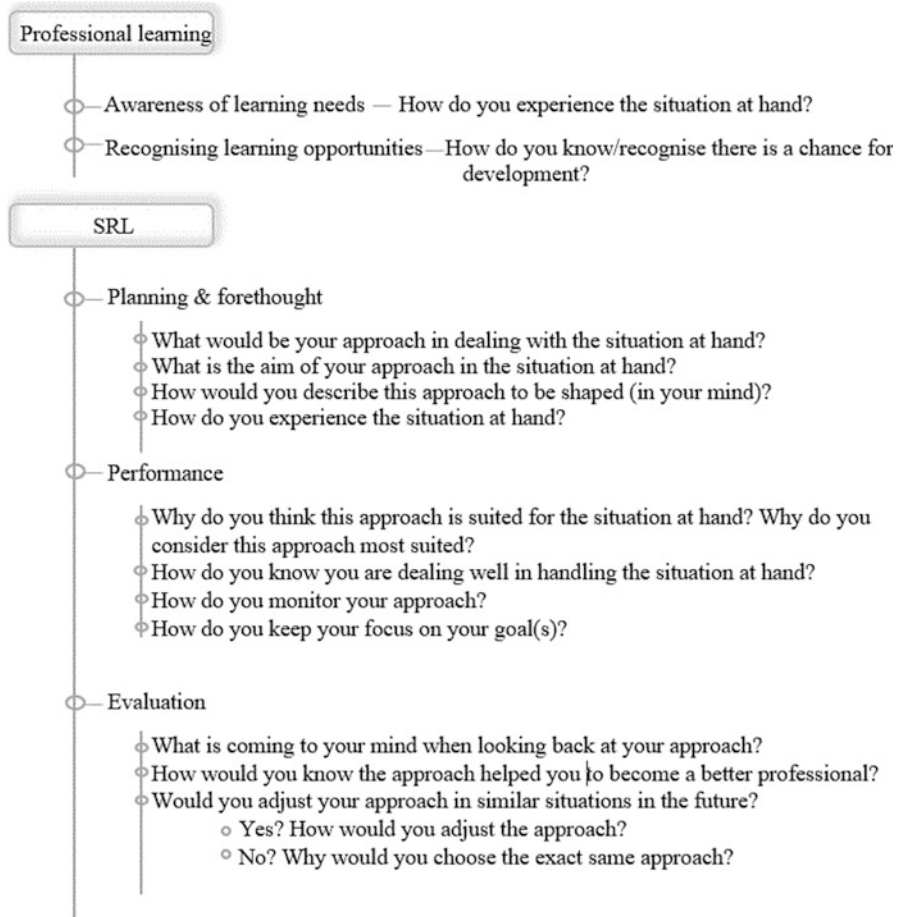 Professional learning
Awareness of learning needs — How do you experience the situation at hand?
Recognising learning opportunities — How do you know/recognise there is a chance for
development?
SRL
Planning & forethought
What would be your approach in dealing with the situation at hand?
What is the aim of your approach in the situation at hand?
How would you describe this approach to be shaped (in your mind)?
How do you experience the situation at hand?
Performance
Why do you think this approach is suited for the situation at hand? Why do you
consider this approach most suited?
How do you know you are dealing well in handling the situation at hand?
How do you monitor your approach?
How do you keep your focus on your goal(s)?
Evaluation
What is coming to your mind when looking back at your approach?
How would you know the approach helped you to become a better professional?
Would you adjust your approach in similar situations in the future?
Yes? How would you adjust the approach?
No? Why would you choose the exact same approach?